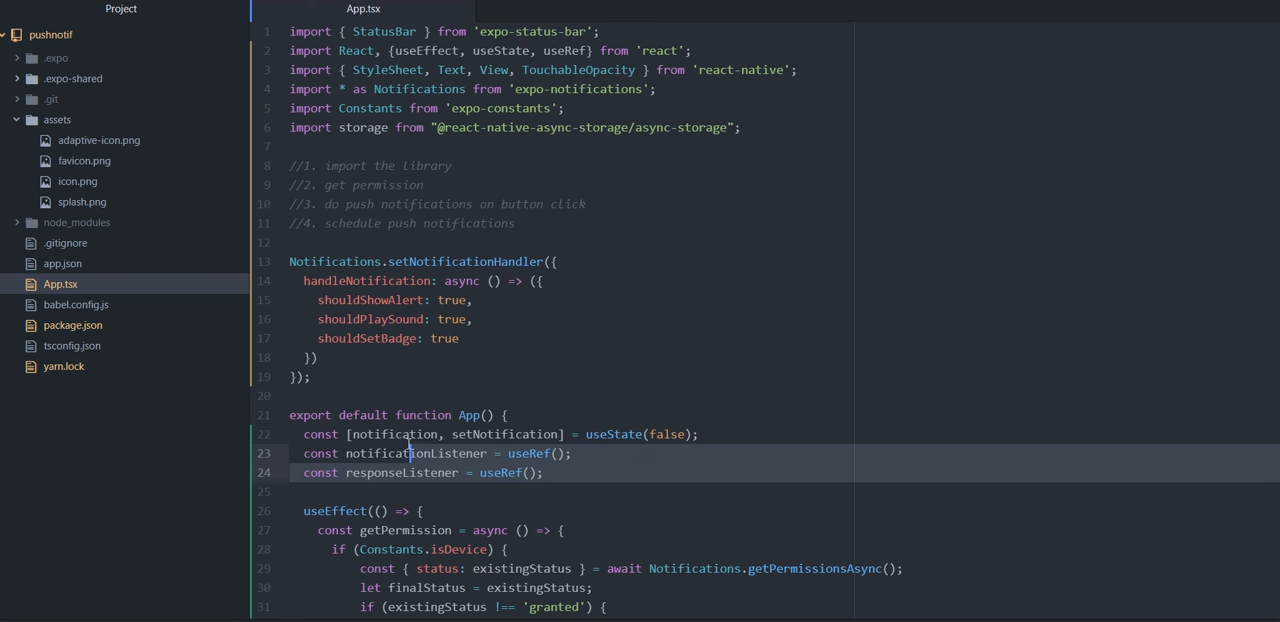 Project
App.tsx
pushnotif
.expo
.expo-shared
.git
assets
adaptive-icon.png
favicon.png
icon.png
splash.png
node_modules
.gitignore
app.json
App.tsx
babel.config.js
package.json
tsconfig.json
yarn.lock
1 import { StatusBar } from 'expo-status-bar';
2 import React, {useEffect, useState, useRef} from 'react';
3 import { StyleSheet, Text, View, TouchableOpacity } from 'react-native';
4 import * as Notifications from 'expo-notifications';
5 import Constants from 'expo-constants';
6 import storage from "@react-native-async-storage/async-storage";
7
8 //1. import the library
9 //2. get permission
10 //3. do push notifications on button click
11 //4. schedule push notifications
12
13 Notifications.setNotificationHandler({
14 handleNotification: async () => ({
15 shouldShowAlert: true,
16 shouldPlaySound: true,
17 shouldSetBadge: true
18 })
19 });
20
21 export default function App() {
22 const [notification, setNotification] = useState(false);
23 const notificationListener = useRef();
24 const responseListener = useRef();
25
26 useEffect(() => {
27 const getPermission = async () => {
28 if (Constants.isDevice) {
29 const { status: existingStatus } = await Notifications.getPermissionsAsync();
30 let finalStatus = existingStatus;
31 if (existingStatus !== 'granted') {